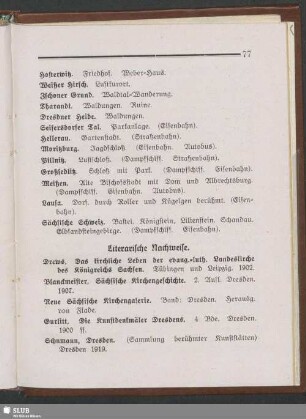 77
Hosterwitz. Friedhof. Weber-Haus.
Weißer Hirsch. Luftkurort.
Zschoner Grund. Waldtal-Wanderung.
Tharandt. Waldungen. Ruine.
Dresdner Heide. Waldungen.
Seifersdorfer Tal. Parkanlage. (Eisenbahn).
Hellerau. Gartenstadt. (Straßenbahn).
Moritzburg. Jagdschloß. (Eisenbahn. Autobus).
Pillnitz. Lustschloß. (Dampfschiff. Straßenbahn).
Großsedlitz. Schloß mit Park. (Dampfschiff. Eisenbahn).
Meißen. Alte Bischofsstadt mit Dom und Albrechtsburg
(Dampfschiff. Eisenbahn. Autobus).
Lausa. Dorf, durch Roller und Kügelgen berühmt. (Eisen-
bahn).
Sächsische Schweiz. Bastei. Königstein. Lilienstein. Schandau.
Elbsandsteingebirge. (Dampfschiff. Eisenbahn).
Literarische Nachweise.
Drews. Das kirchliche Leben der evang.-luth. Landeskirche
des Königreichs Sachsen. Tübingen und Leipzig. 1902.
Blanckmeister. Sächsische Kirchengeschichte. 2. Aufl. Dresden.
1907.
Neue Sächsische Kirchengalerie. Band: Dresden. Herausg.
von Flade.
Gurlitt. Die Kunstdenkmäler Dresdens. 4 Bde. Dresden.
1900 ff.
Schumann, Dresden. (Sammlung berühmter Kunststätten)
Dresden 1919.
SLUB